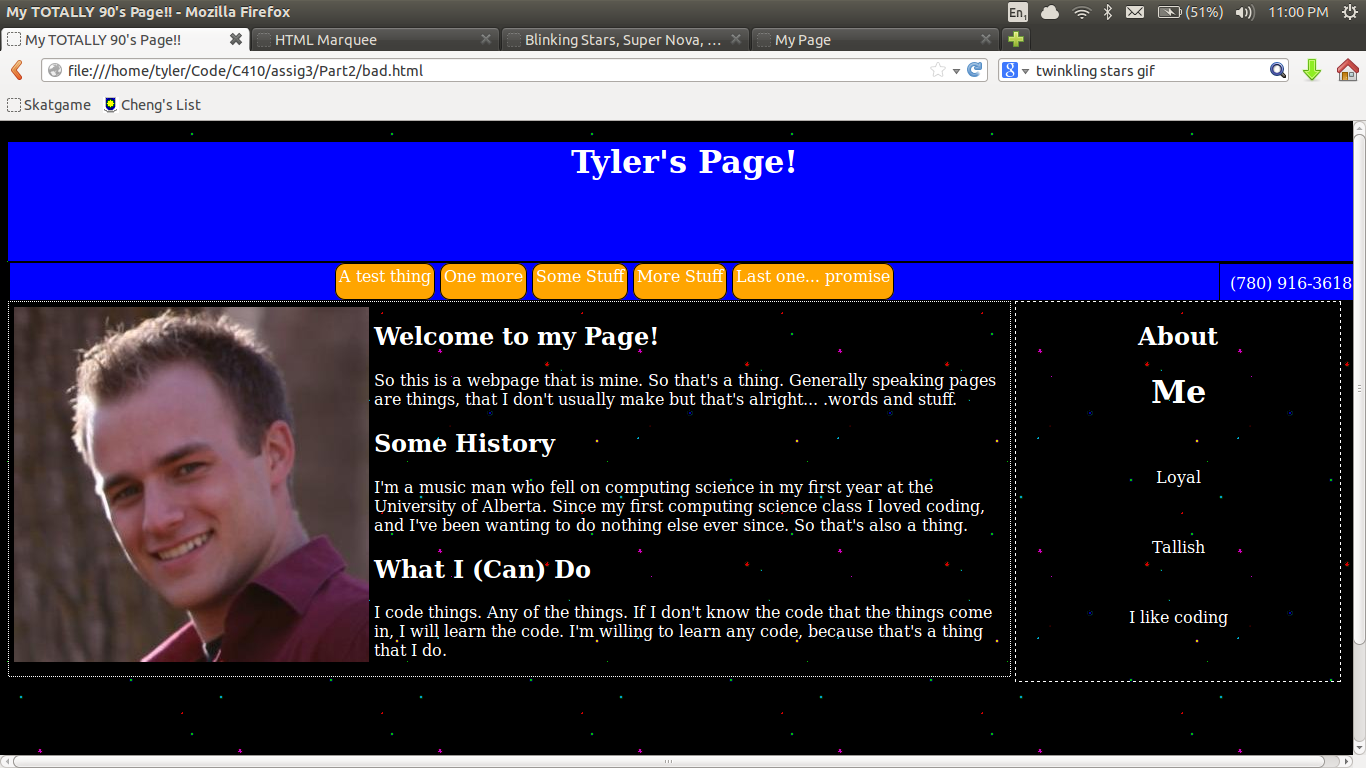 My TOTALLY 90's Page!! - Mozilla Firefox
En1 (51%) 11:00 PM
My TOTALLY 90's Page!! HTML Marquee Blinking Stars, Super Nova, ... My Page
file:///home/tyler/Code/C410/assig3/Part2/bad.html 8 twinkling stars gif
Skatgame Cheng's List
Tyler's Page!
A test thing One more Some Stuff More Stuff Last one... promise (780) 916-3618
Welcome to my Page!
So this is a webpage that is mine. So that's a thing. Generally speaking pages
are things, that I don't usually make but that's alright... .words and stuff.
Some History
I'm a music man who fell on computing science in my first year at the
University of Alberta. Since my first computing science class I loved coding,
and I've been wanting to do nothing else ever since. So that's also a thing.
What I (Can) Do
I code things. Any of the things. If I don't know the code that the things come
in, I will learn the code. I'm willing to learn any code, because that's a thing
that I do.
About
Me
Loyal
Tallish
I like coding